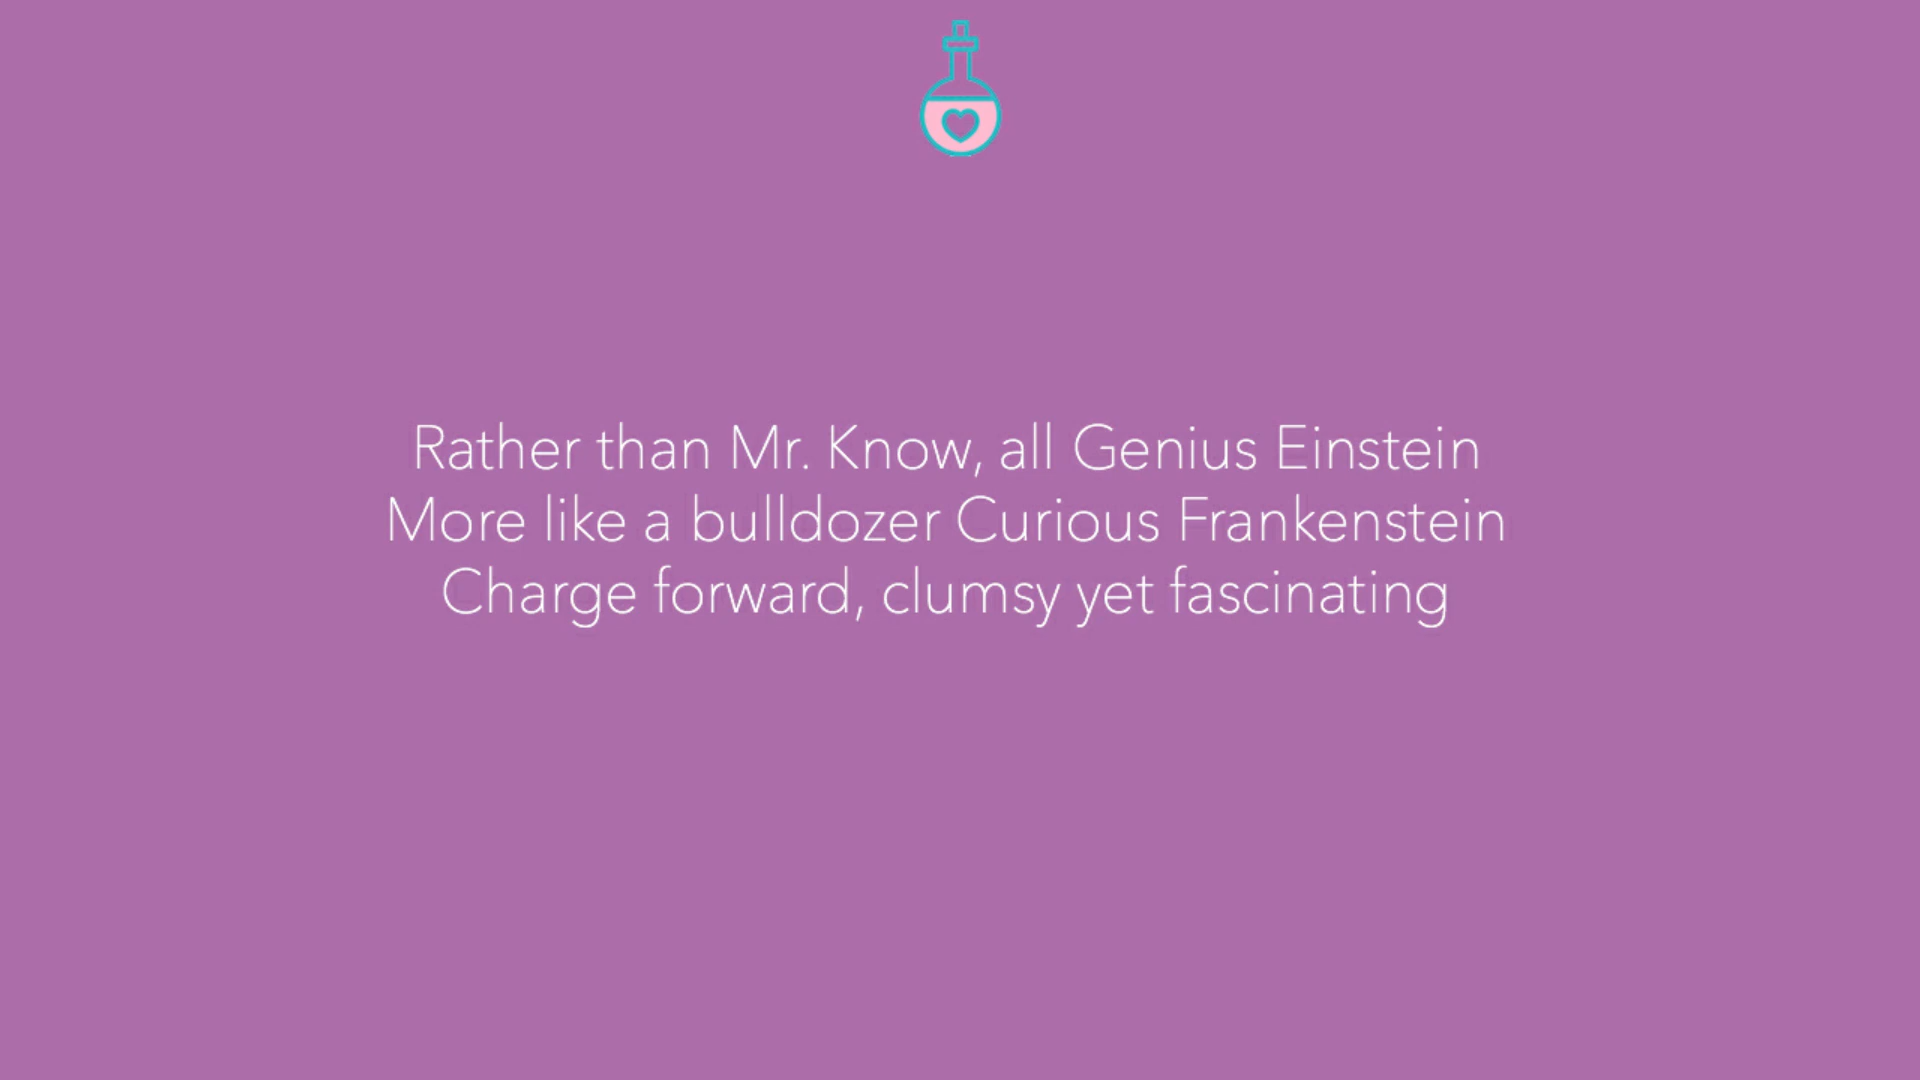 Rather than Mr. Know, all Genius Einstein
More like a bulldozer Curious Frankenstein
Charge forward, clumsy yet fascinating